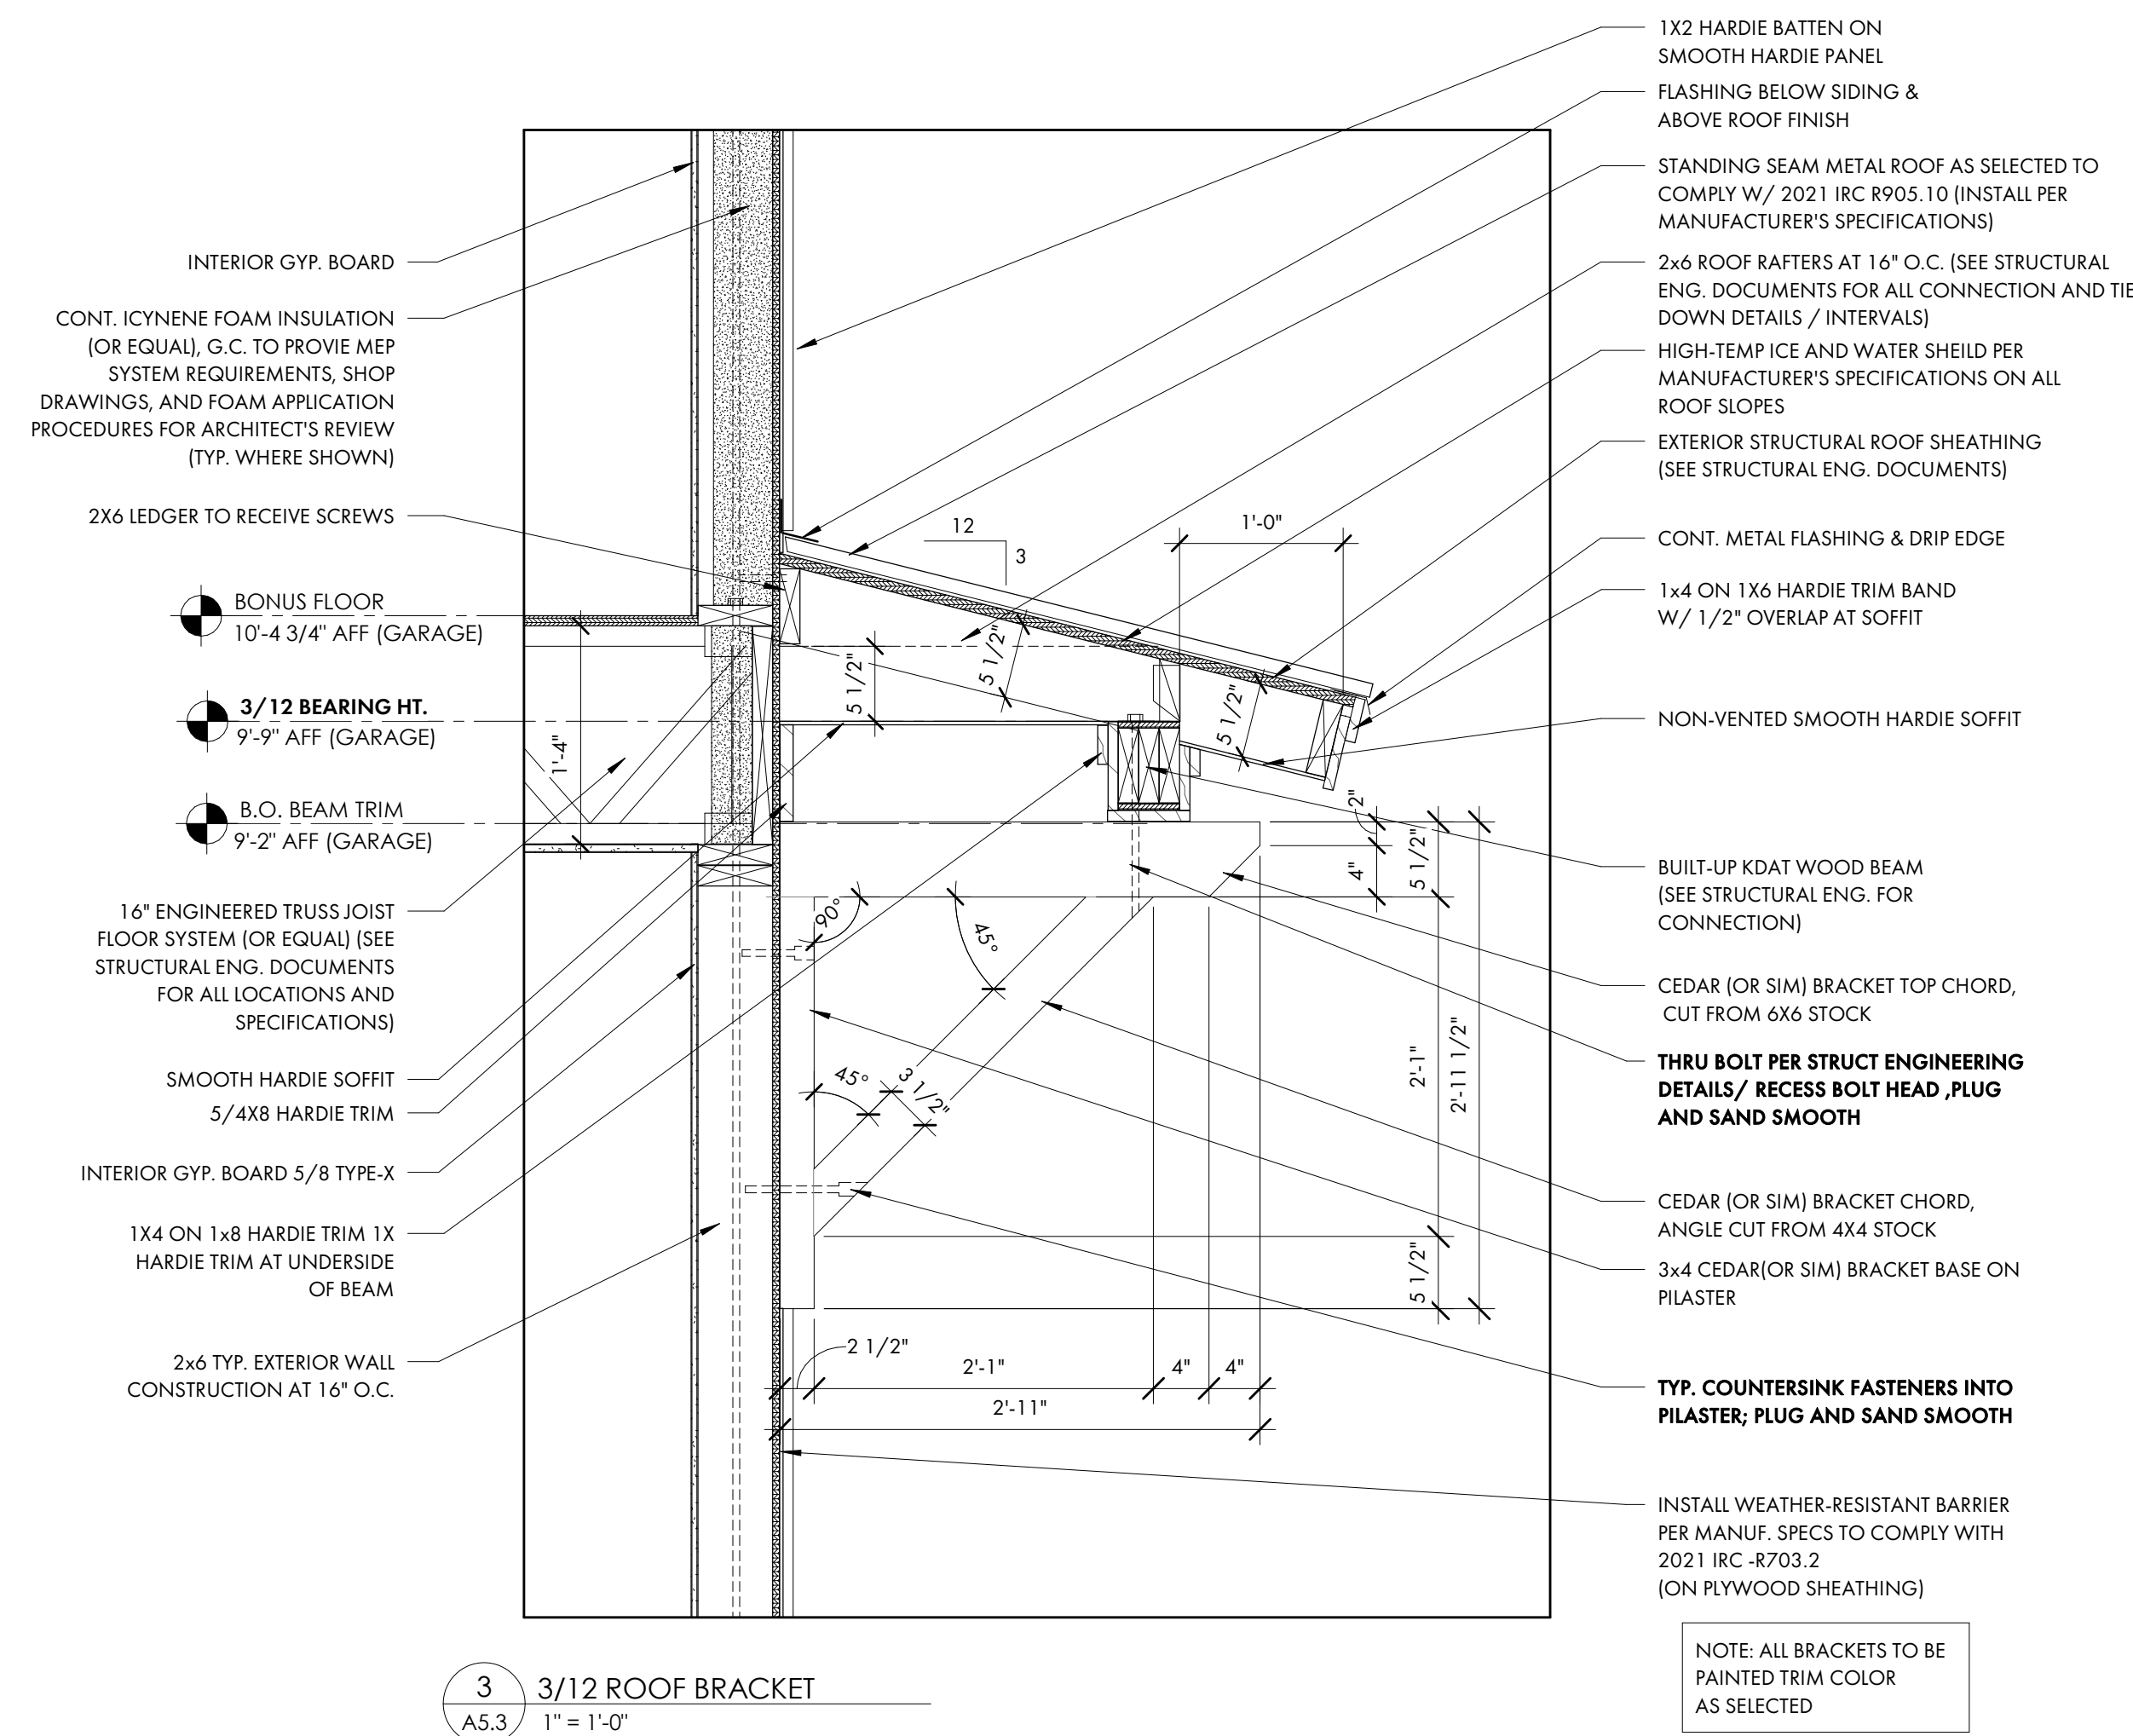 1X2 HARDIE BATTEN ON
SMOOTH HARDIE PANEL
FLASHING BELOW SIDING &
ABOVE ROOF FINISH
STANDING SEAM METAL ROOF AS SELECTED TO
COMPLY W/ 2021 IRC R905.10 (INSTALL PER
MANUFACTURER'S SPECIFICATIONS)
2x6 ROOF RAFTERS AT 16" O.C. (SEE STRUCTURAL
ENG. DOCUMENTS FOR ALL CONNECTION AND TIE
DOWN DETAILS / INTERVALS)
HIGH-TEMP ICE AND WATER SHEILD PER
MANUFACTURER'S SPECIFICATIONS ON ALL
ROOF SLOPES
EXTERIOR STRUCTURAL ROOF SHEATHING
(SEE STRUCTURAL ENG. DOCUMENTS)
CONT. METAL FLASHING & DRIP EDGE
1x4 ON 1X6 HARDIE TRIM BAND
W/ 1/2" OVERLAP AT SOFFIT
NON-VENTED SMOOTH HARDIE SOFFIT
BUILT-UP KDAT WOOD BEAM
(SEE STRUCTURAL ENG. FOR
CONNECTION)
CEDAR (OR SIM) BRACKET TOP CHORD,
CUT FROM 6X6 STOCK
THRU BOLT PER STRUCT ENGINEERING
DETAILS/ RECESS BOLT HEAD ,PLUG
AND SAND SMOOTH
CEDAR (OR SIM) BRACKET CHORD,
ANGLE CUT FROM 4X4 STOCK
3x4 CEDAR(OR SIM) BRACKET BASE ON
PILASTER
TYP. COUNTERSINK FASTENERS INTO
PILASTER; PLUG AND SAND SMOOTH
INSTALL WEATHER-RESISTANT BARRIER
PER MANUF. SPECS TO COMPLY WITH
2021 IRC -R703.2
(ON PLYWOOD SHEATHING)
NOTE: ALL BRACKETS TO BE
PAINTED TRIM COLOR
AS SELECTED
INTERIOR GYP. BOARD
CONT. ICYNENE FOAM INSULATION
(OR EQUAL), G.C. TO PROVIE MEP
SYSTEM REQUIREMENTS, SHOP
DRAWINGS, AND FOAM APPLICATION
PROCEDURES FOR ARCHITECT'S REVIEW
(TYP. WHERE SHOWN)
2X6 LEDGER TO RECEIVE SCREWS
BONUS FLOOR
10'-4 3/4" AFF (GARAGE)
3/12 BEARING HT.
9'-9" AFF (GARAGE)
B.O. BEAM TRIM
9'-2" AFF (GARAGE)
16" ENGINEERED TRUSS JOIST
FLOOR SYSTEM (OR EQUAL) (SEE
STRUCTURAL ENG. DOCUMENTS
FOR ALL LOCATIONS AND
SPECIFICATIONS)
SMOOTH HARDIE SOFFIT
5/4X8 HARDIE TRIM
INTERIOR GYP. BOARD 5/8 TYPE-X
1X4 ON 1x8 HARDIE TRIM 1X
HARDIE TRIM AT UNDERSIDE
OF BEAM
2x6 TYP. EXTERIOR WALL
CONSTRUCTION AT 16" O.C.
12
3
1'-0"
5 1/2"
5 1/2"
5 1/2"
1'-4"
2"
4"
5 1/2"
90°
45°
45°
3 1/2"
2'-1"
2'-11 1/2"
5 1/2"
2 1/2"
2'-1"
4"
4"
2'-11"
3
A5.3
3/12 ROOF BRACKET
1" = 1'-0"